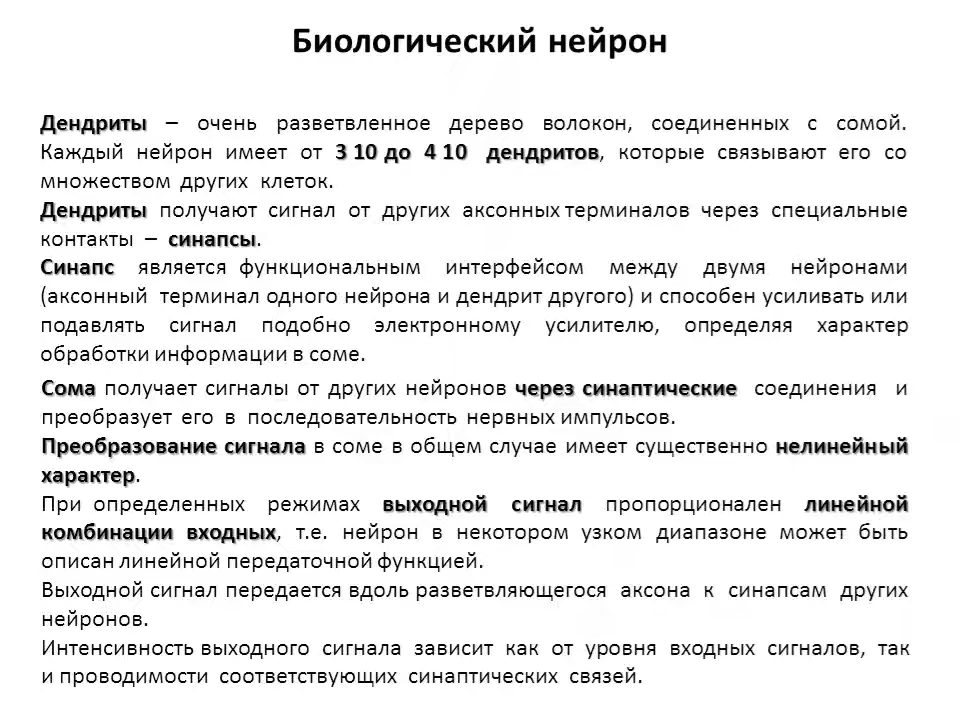 Биологический нейрон
Дендриты – очень разветвленное дерево волокон, соединенных с сомой.
Каждый нейрон имеет от 3 10 до 4 10 дендритов, которые связывают его со
множеством других клеток.
Дендриты получают сигнал от других аксонных терминалов через специальные
контакты – синапсы.
Синапс является функциональным интерфейсом между двумя нейронами
(аксонный терминал одного нейрона и дендрит другого) и способен усиливать или
подавлять сигнал подобно электронному усилителю, определяя характер
обработки информации в соме.
Сома получает сигналы от других нейронов через синаптические соединения и
преобразует его в последовательность нервных импульсов.
Преобразование сигнала в соме в общем случае имеет существенно нелинейный
характер.
При определенных режимах выходной сигнал пропорционален линейной
комбинации входных, т.е. нейрон в некотором узком диапазоне может быть
описан линейной передаточной функцией.
Выходной сигнал передается вдоль разветвляющегося аксона к синапсам других
нейронов.
Интенсивность выходного сигнала зависит как от уровня входных сигналов, так
и проводимости соответствующих синаптических связей.